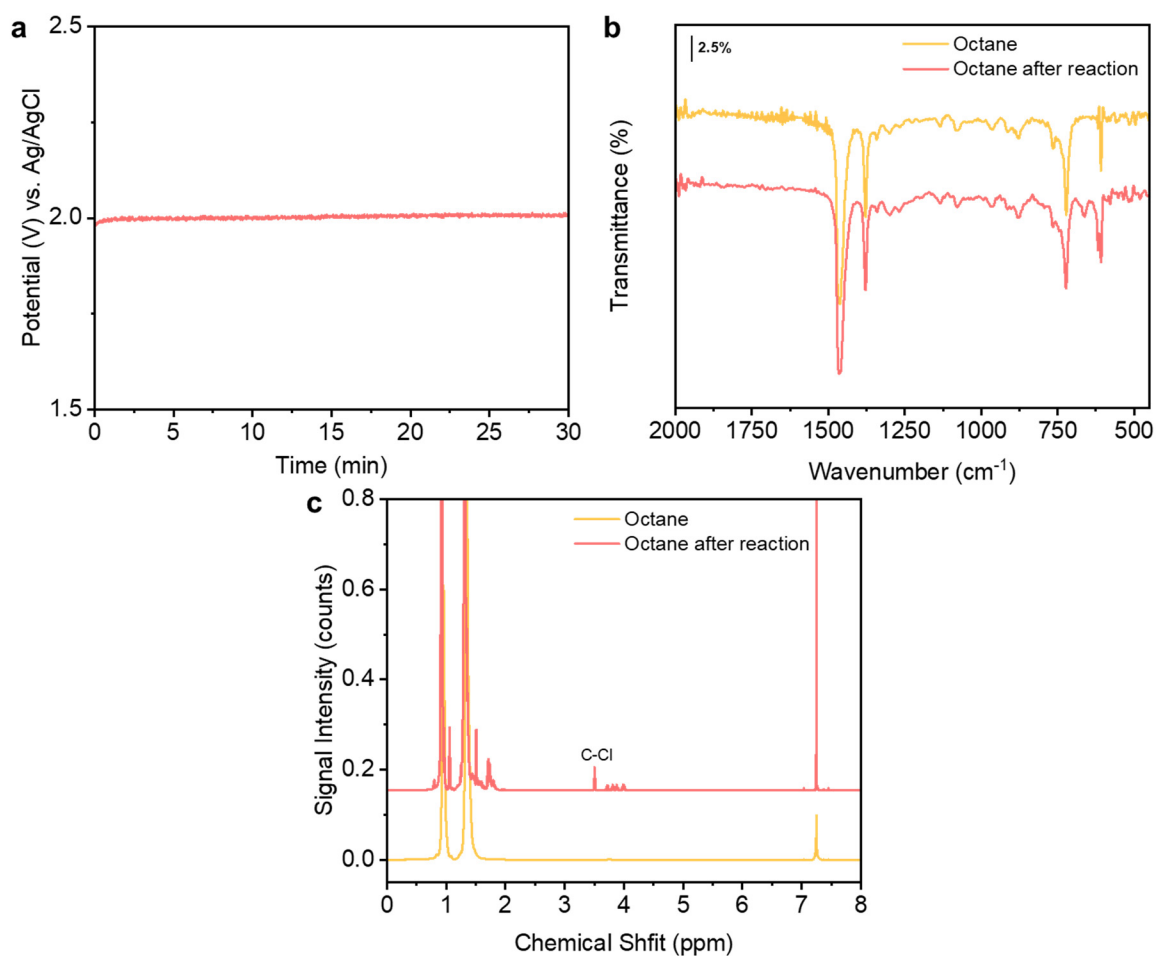 a
2.5
2.0
1.5
Potential (V) vs. Ag/AgCl
0 5 10 15 20 25 30
Time (min)
b
2.5%
Octane
Octane after reaction
Transmittance (%)
2000 1750 1500 1250 1000 750 500
Wavenumber (cm⁻¹)
c
0.8
0.6
0.4
0.2
0.0
Signal Intensity (counts)
Octane
Octane after reaction
C-Cl
0 1 2 3 4 5 6 7 8
Chemical Shfit (ppm)